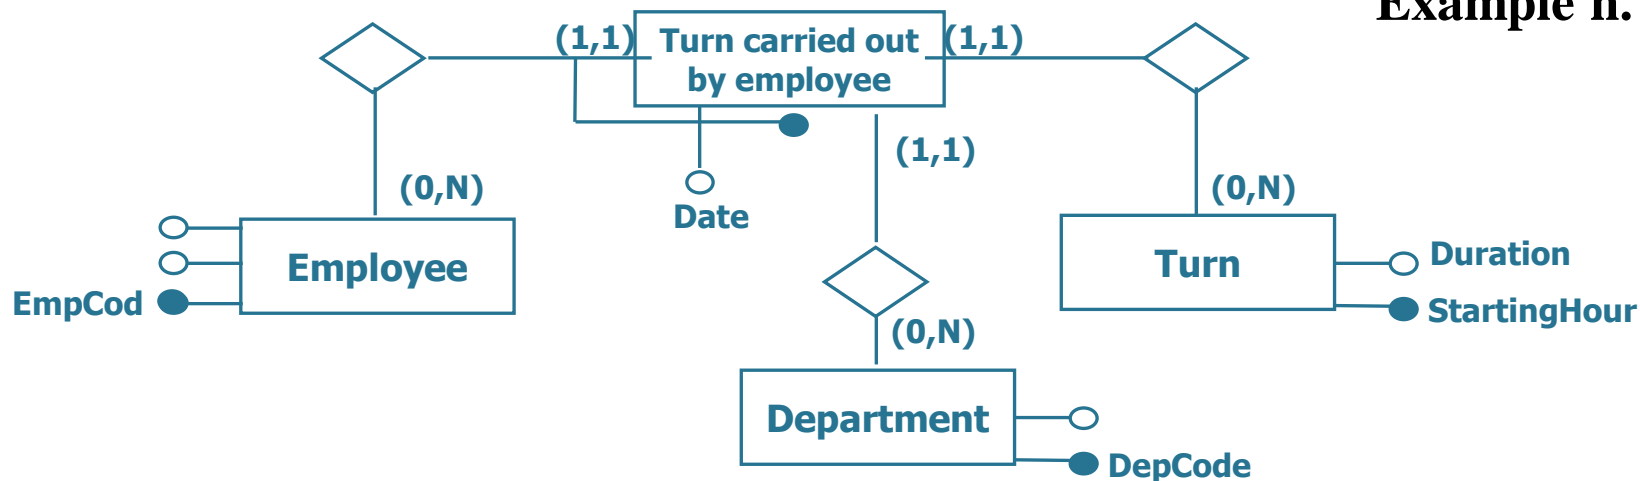 Example n.
(1,1)
Turn carried out
by employee
(1,1)
(1,1)
(0,N)
Date
(0,N)
Employee
EmpCod
Turn
Duration
StartingHour
(0,N)
Department
DepCode